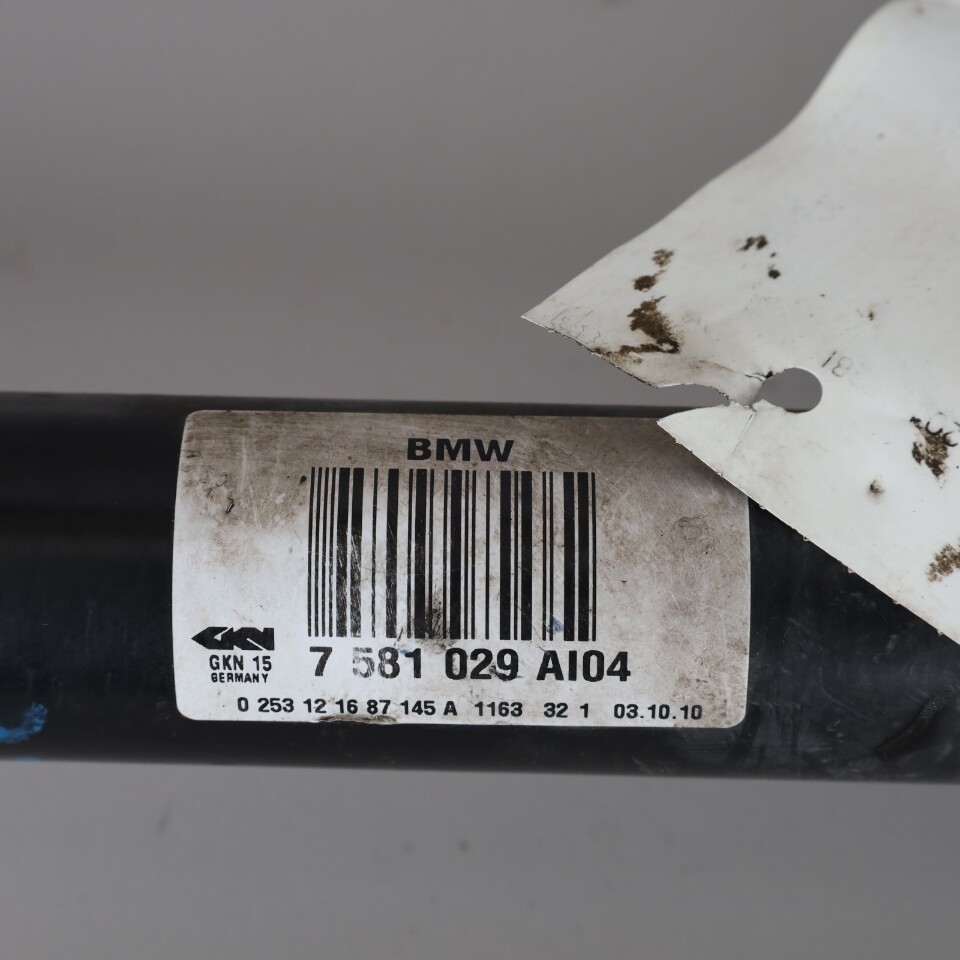 18
BMW
GKN
GKN 15
GERMANY
7 581 029 AI04
0 253 12 16 87 145 A 1163 32 1 03.10.10